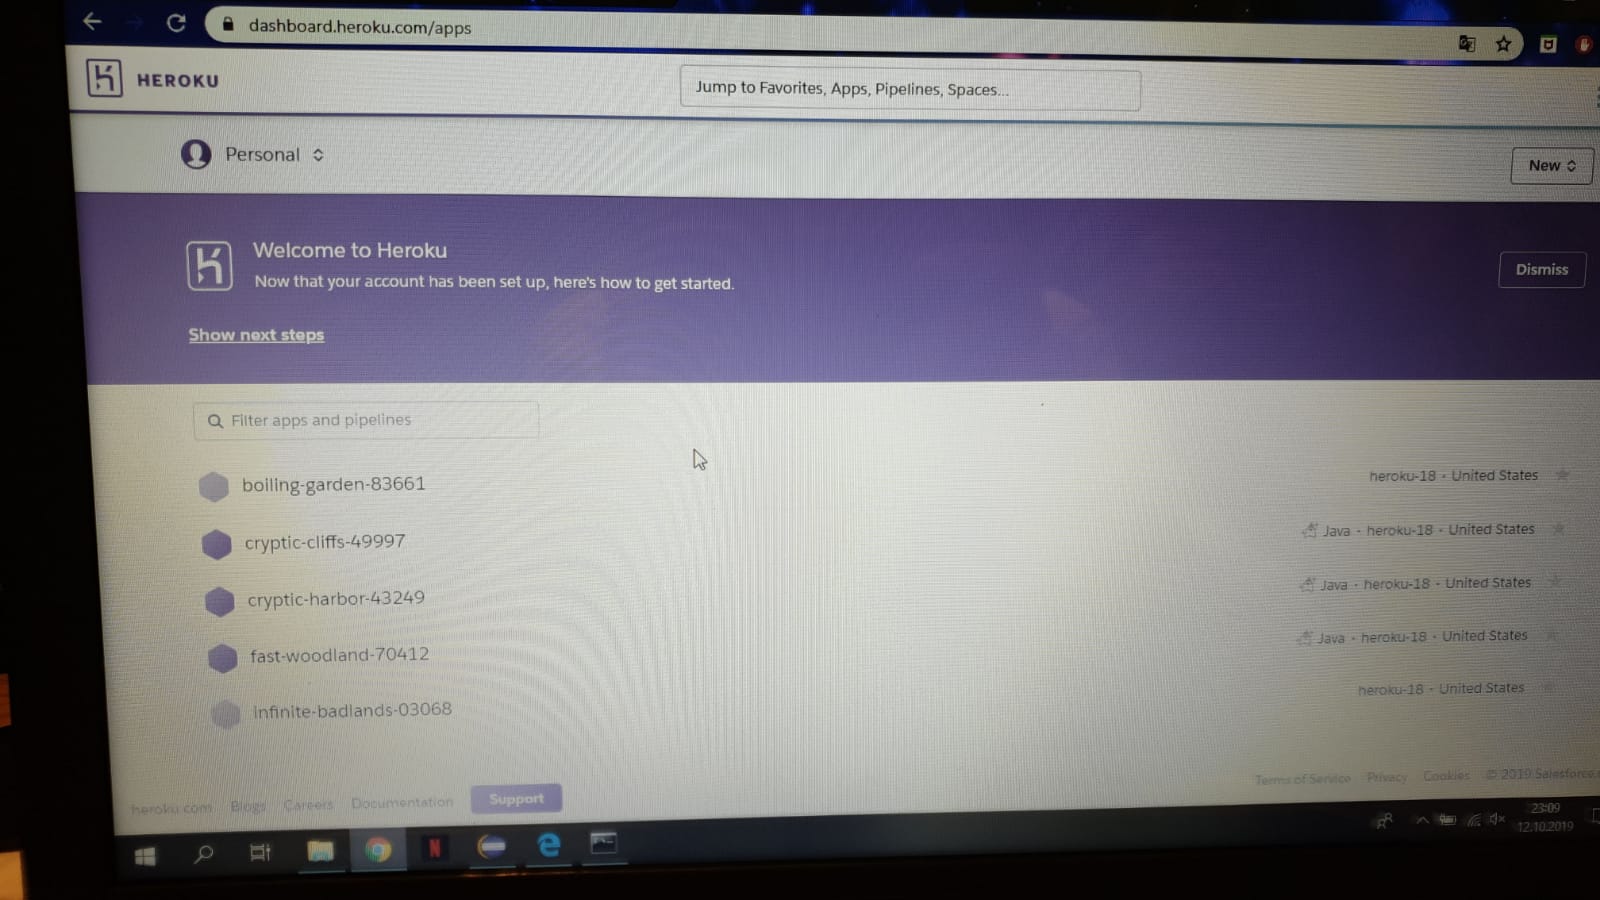 dashboard.heroku.com/apps
HEROKU
Jump to Favorites, Apps, Pipelines, Spaces...
Personal
New
Welcome to Heroku
Now that your account has been set up, here's how to get started.
Dismiss
Show next steps
Filter apps and pipelines
boiling-garden-83661
heroku-18 · United States
cryptic-cliffs-49997
Java · heroku-18 · United States
cryptic-harbor-43249
Java · heroku-18 · United States
fast-woodland-70412
Java · heroku-18 · United States
infinite-badlands-03068
heroku-18 · United States
heroku.com Blogs Careers Documentation Support
Terms of Service Privacy Cookies © 2019 Salesforce.
N
23:09
12.10.2019